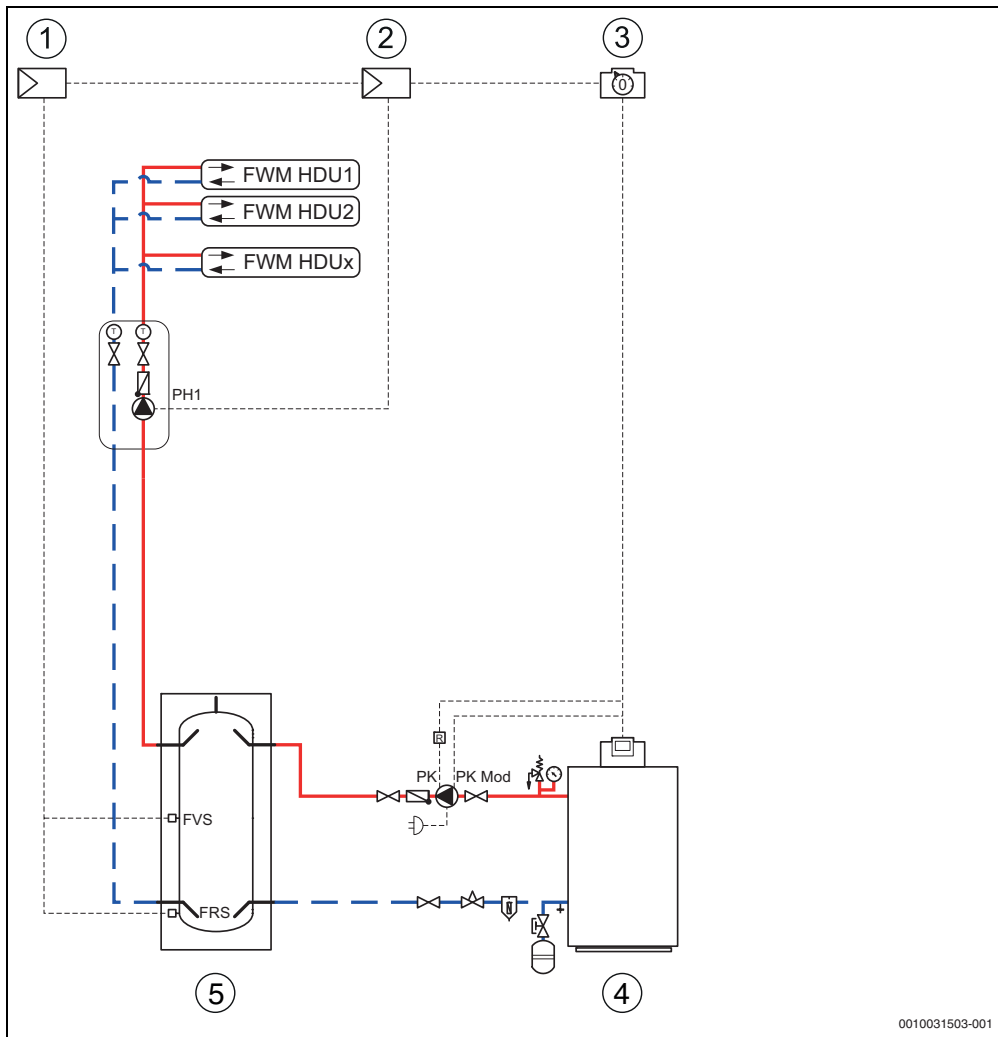 1
2
3
0
FWM HDU1
FWM HDU2
FWM HDUx
T
T
PH1
R
PK
PK Mod
FVS
FRS
5
4
0010031503-001